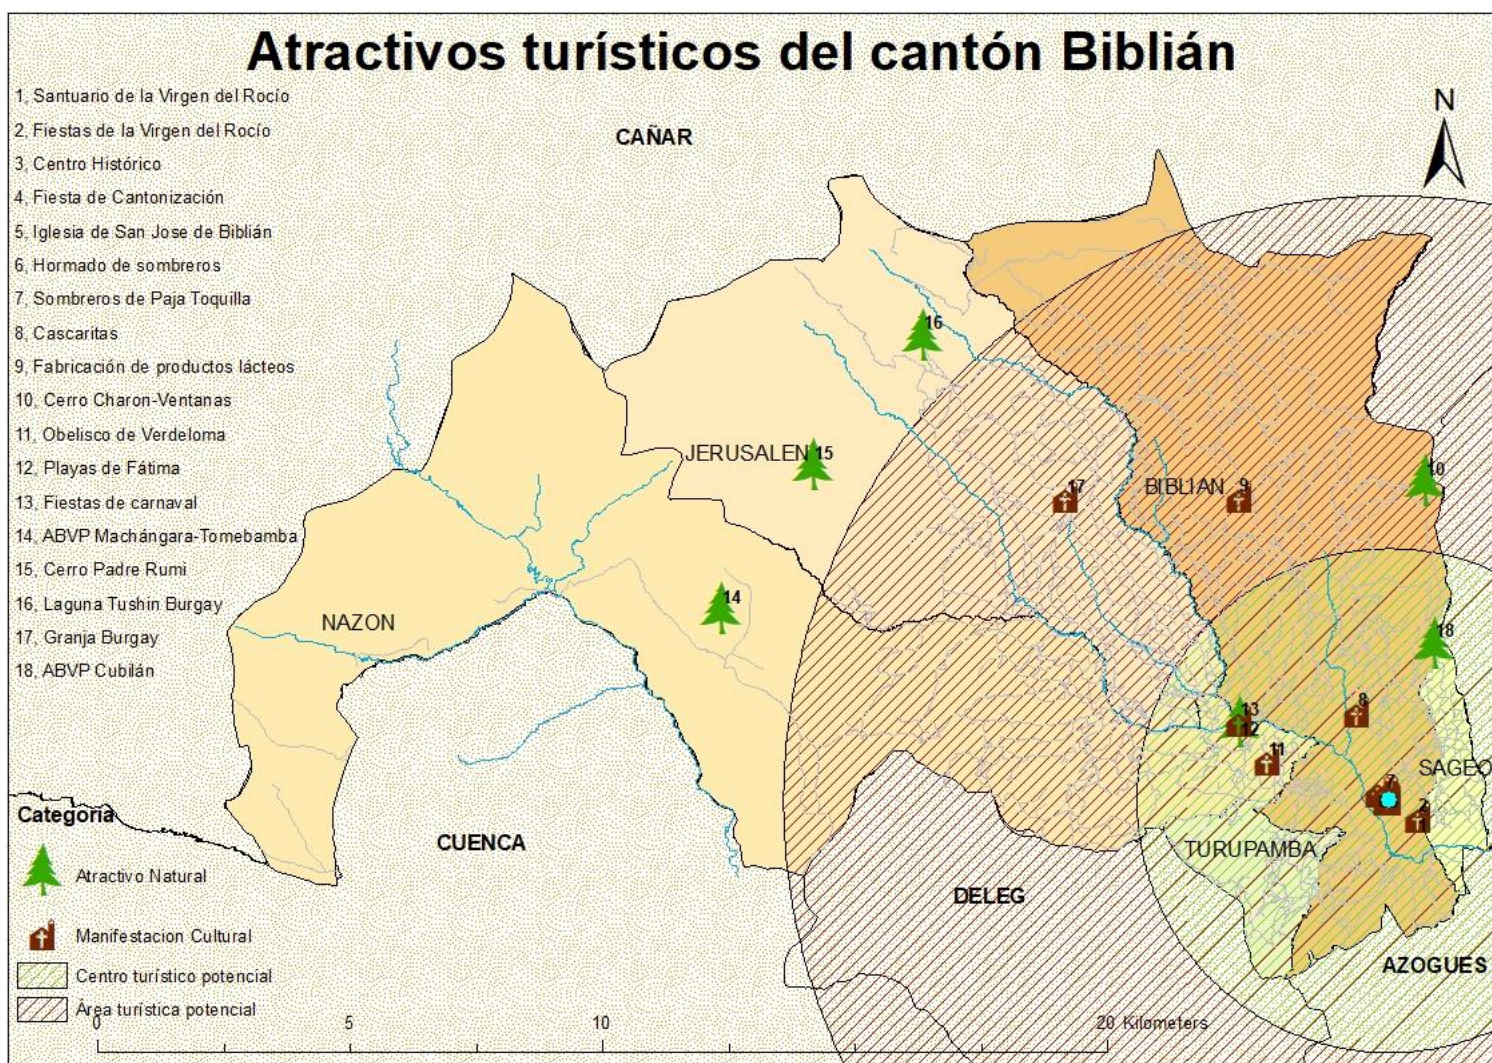 Atractivos turísticos del cantón Biblián
1, Santuario de la Virgen del Rocío
2, Fiestas de la Virgen del Rocío
3, Centro Histórico
4, Fiesta de Cantonización
5, Iglesia de San Jose de Biblián
6, Hormado de sombreros
7, Sombreros de Paja Toquilla
8, Cascaritas
9, Fabricación de productos lácteos
10, Cerro Charon-Ventanas
11, Obelisco de Verdeloma
12, Playas de Fátima
13, Fiestas de carnaval
14, ABVP Machángara-Tomebamba
15, Cerro Padre Rumi
16, Laguna Tushin Burgay
17, Granja Burgay
18, ABVP Cubilán
N
CAÑAR
16
JERUSALEN
15
10
17
BIBLIAN
9
14
NAZON
18
13
12
8
11
SAGEO
7
2
1
TURUPAMBA
CUENCA
DELEG
AZOGUES
Categoria
Atractivo Natural
Manifestacion Cultural
Centro turístico potencial
Área turística potencial
0
5
10
20 Kilometers